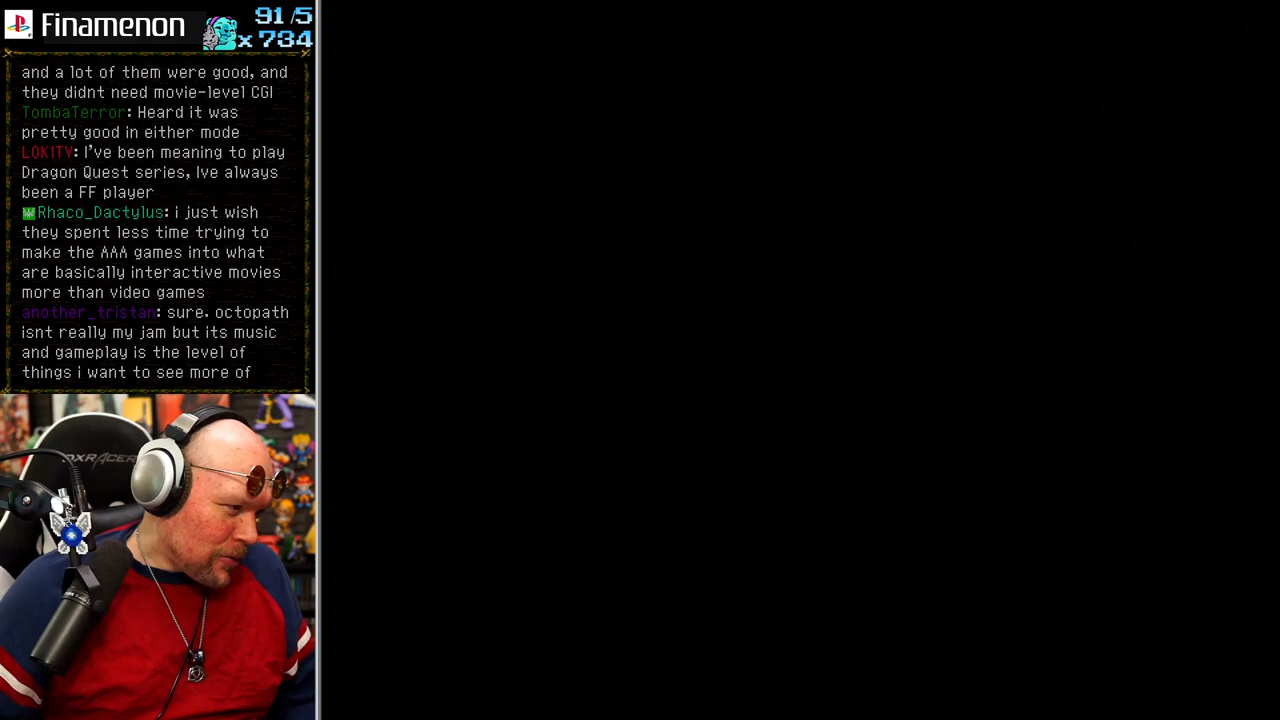 Finamenon
91/5
x 734
and a lot of them were good, and
they didnt need movie-level CGI
TombaTerror: Heard it was
pretty good in either mode
LOK1TV: I've been meaning to play
Dragon Quest series, Ive always
been a FF player
Rhaco_Dactylus: i just wish
they spent less time trying to
make the AAA games into what
are basically interactive movies
more than video games
another_tristan: sure. octopath
isnt really my jam but its music
and gameplay is the level of
things i want to see more of
DXRACER